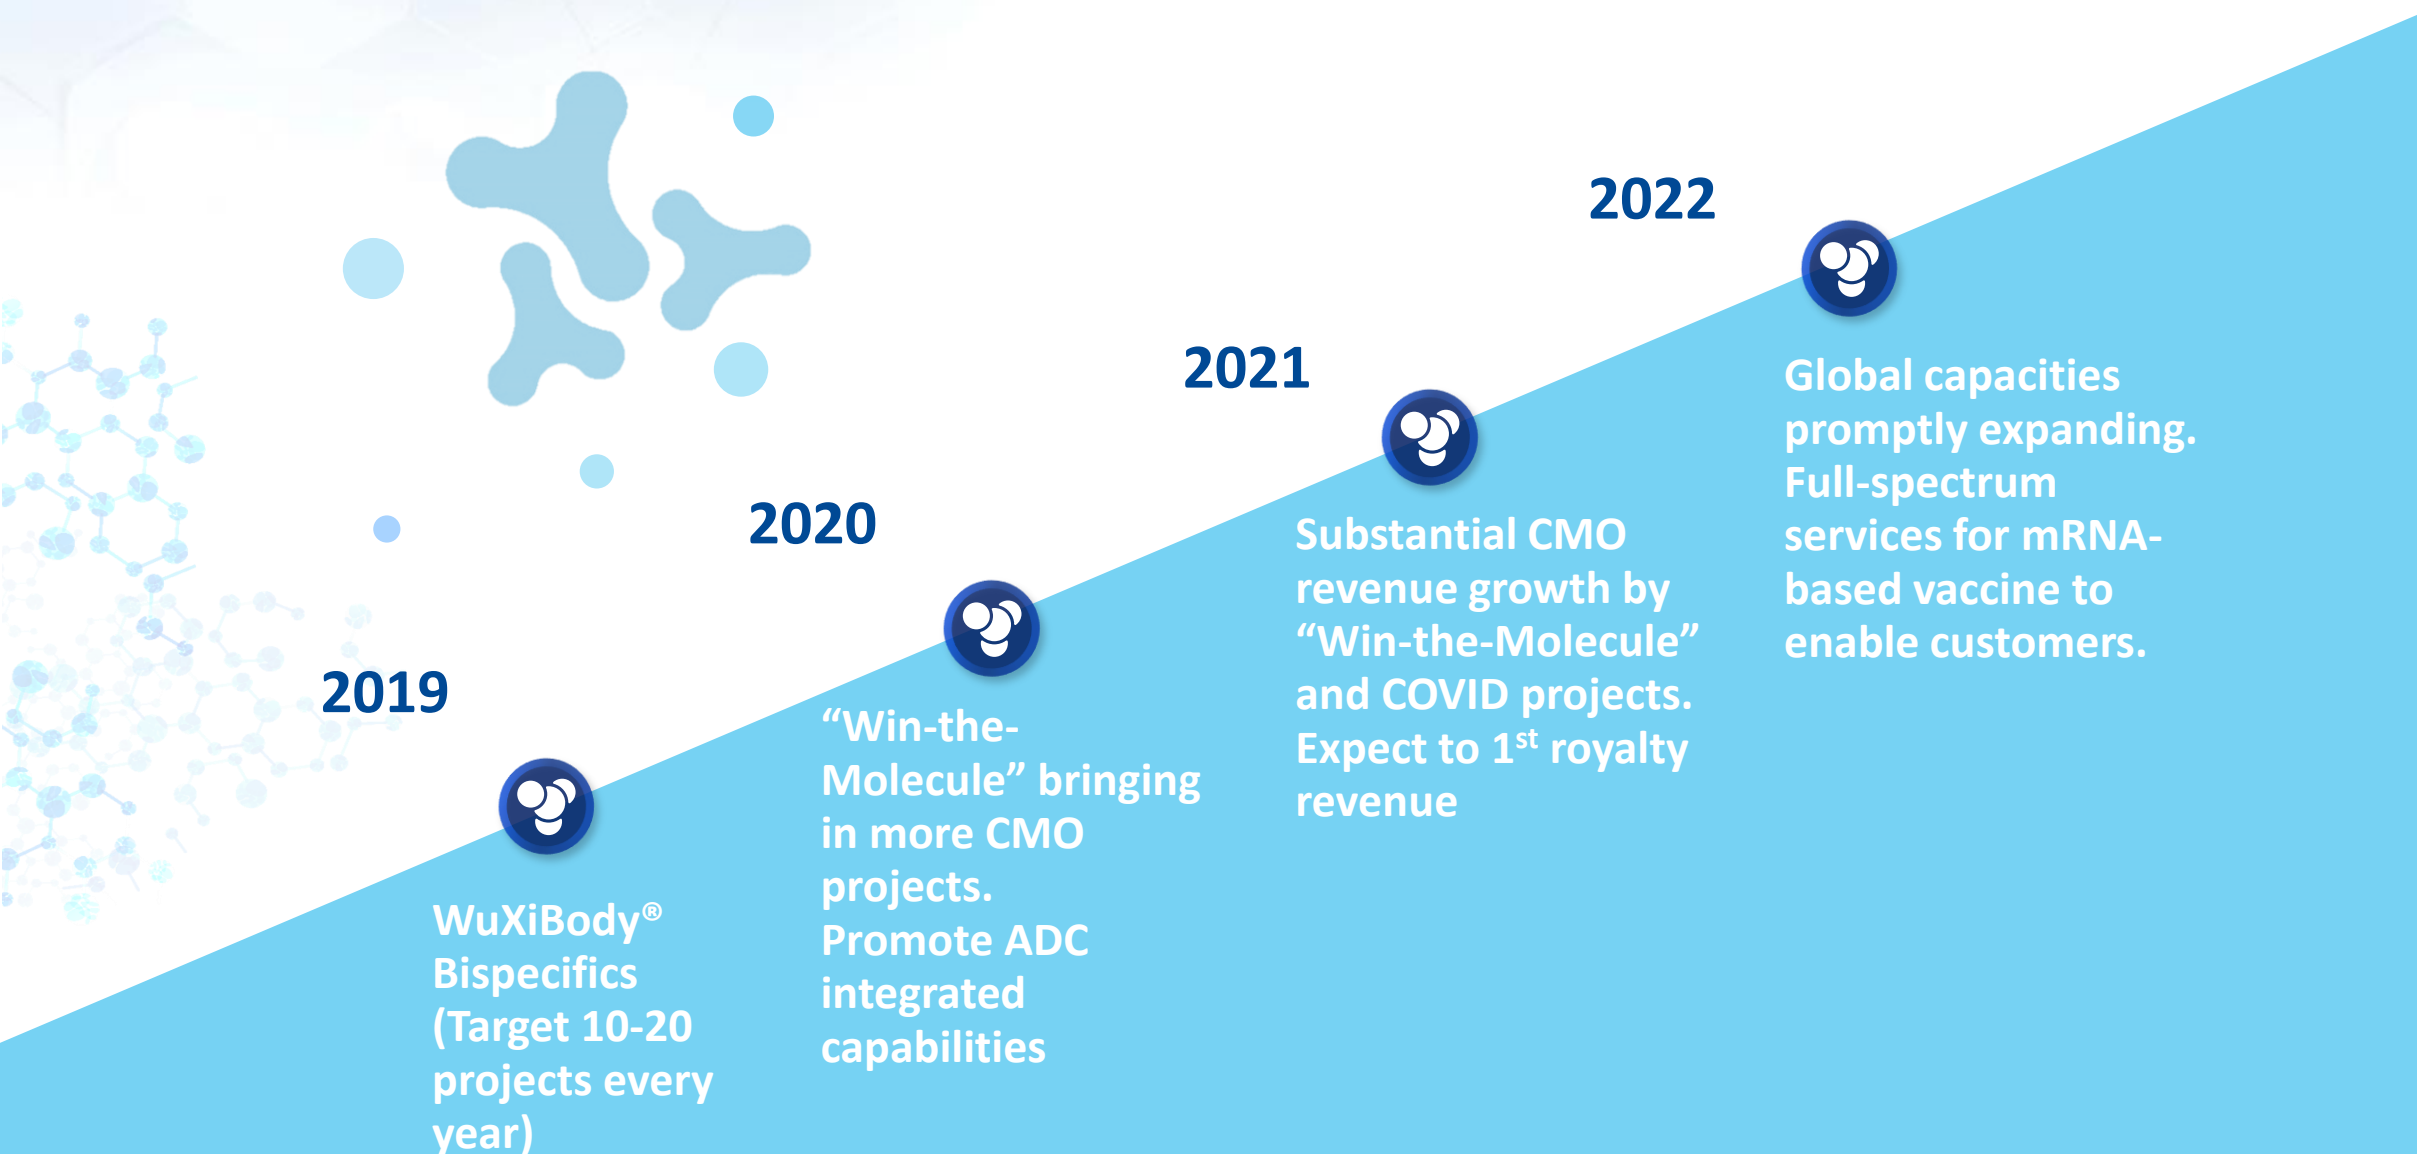 2019
WuXiBody®
Bispecifics
(Target 10-20
projects every
year)
2020
“Win-the-
Molecule” bringing
in more CMO
projects.
Promote ADC
integrated
capabilities
2021
Substantial CMO
revenue growth by
“Win-the-Molecule”
and COVID projects.
Expect to 1st royalty
revenue
2022
Global capacities
promptly expanding.
Full-spectrum
services for mRNA-
based vaccine to
enable customers.